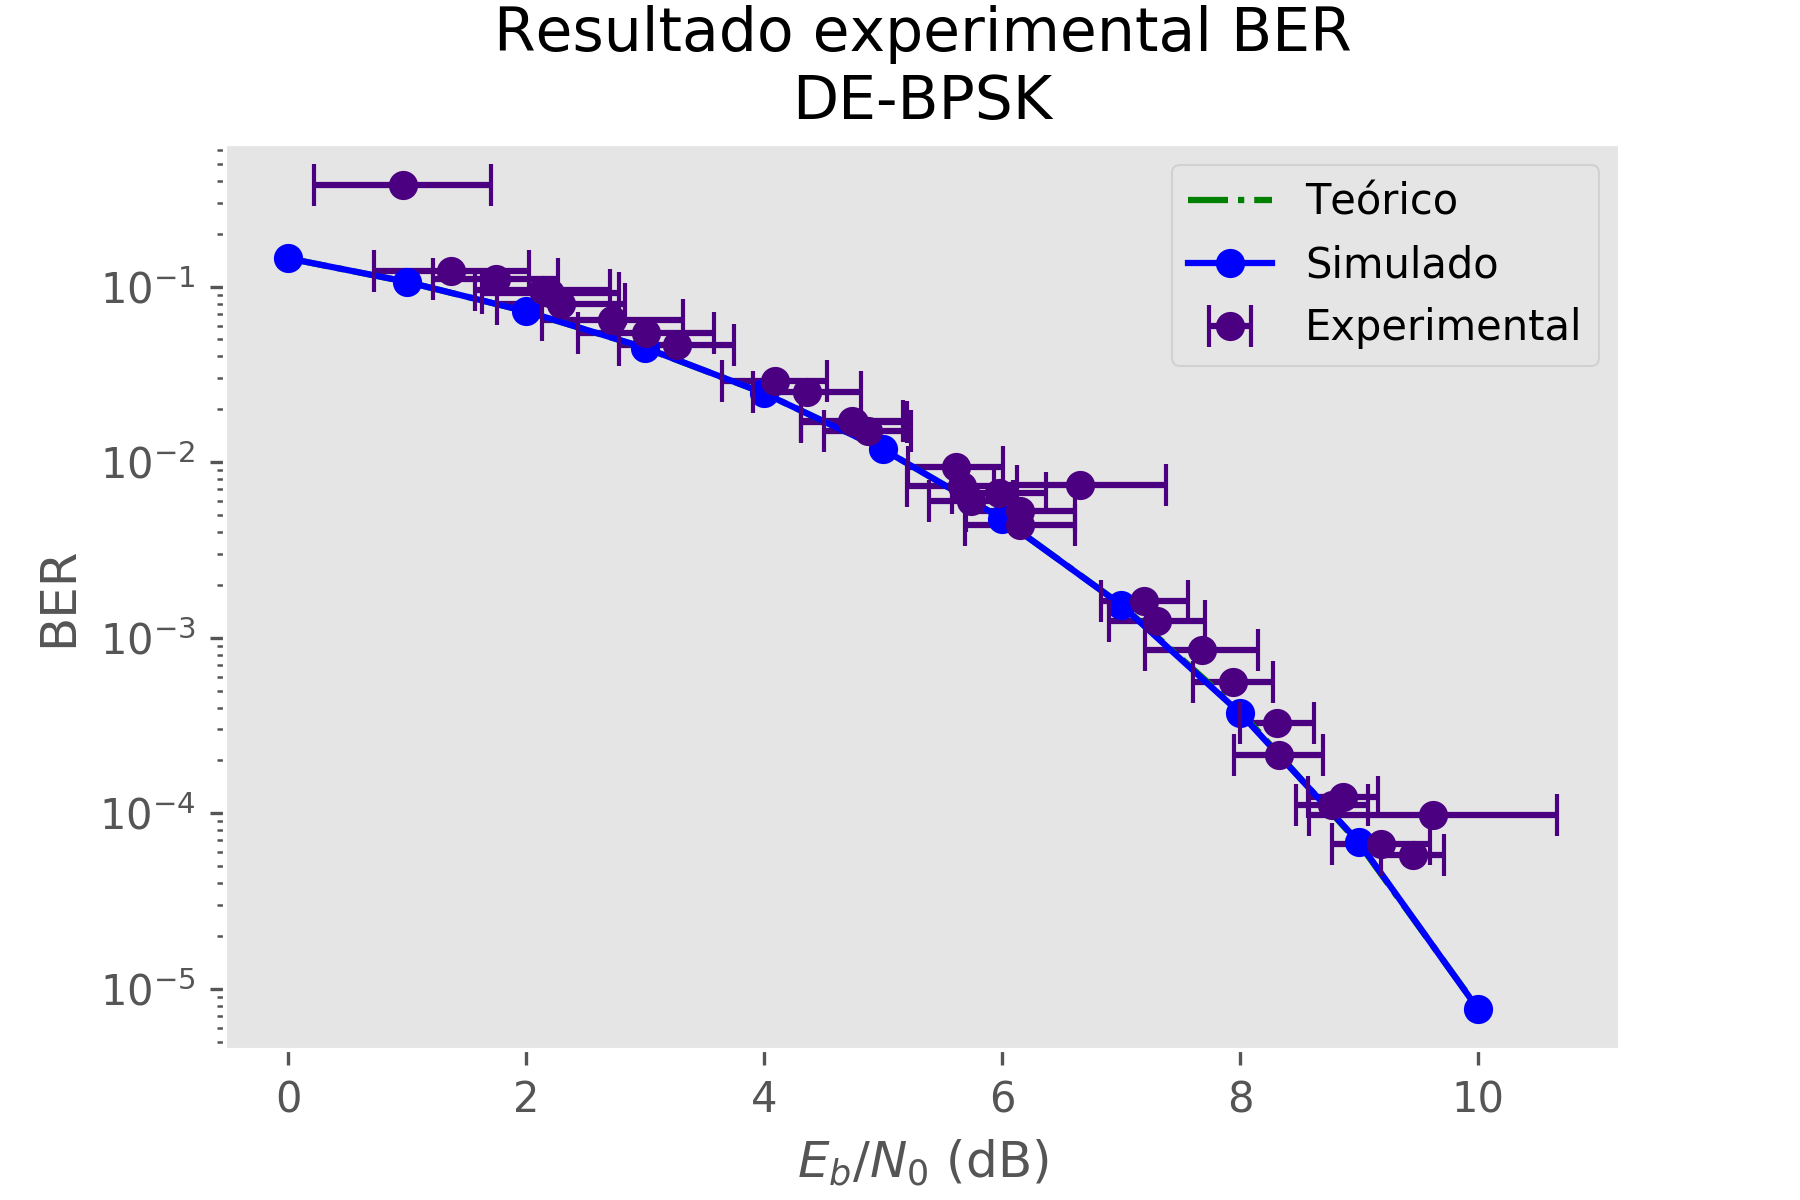 Resultado experimental BER
DE-BPSK
Teórico
Simulado
Experimental
BER
10⁻¹
10⁻²
10⁻³
10⁻⁴
10⁻⁵
0 2 4 6 8 10
E_b/N_0 (dB)